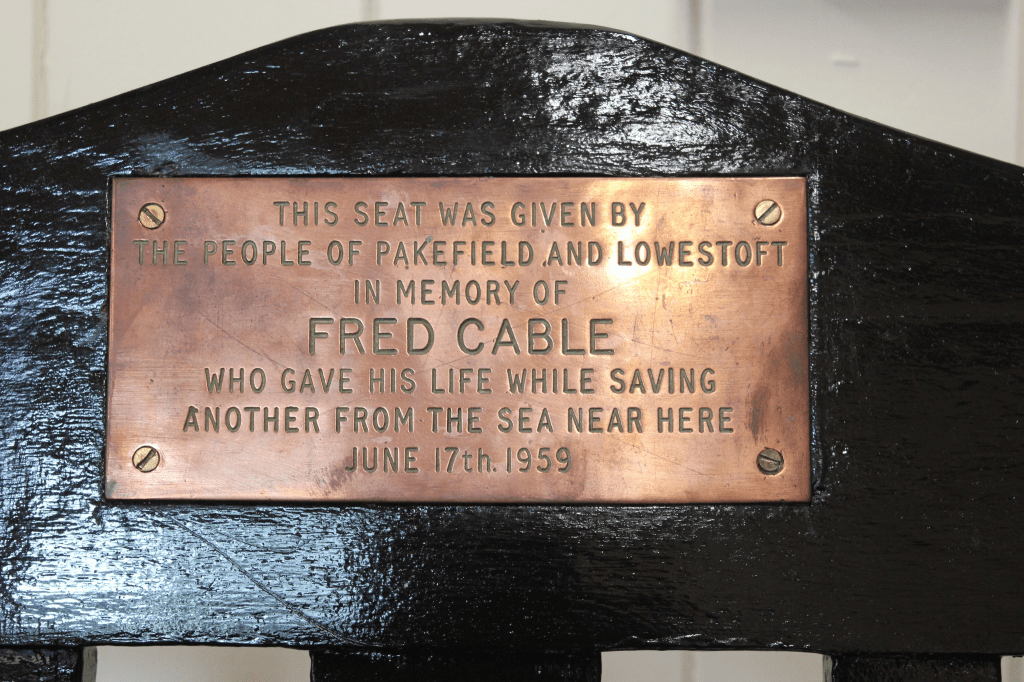 THIS SEAT WAS GIVEN BY
THE PEOPLE OF PAKEFIELD AND LOWESTOFT
IN MEMORY OF
FRED CABLE
WHO GAVE HIS LIFE WHILE SAVING
ANOTHER FROM THE SEA NEAR HERE
JUNE 17th. 1959